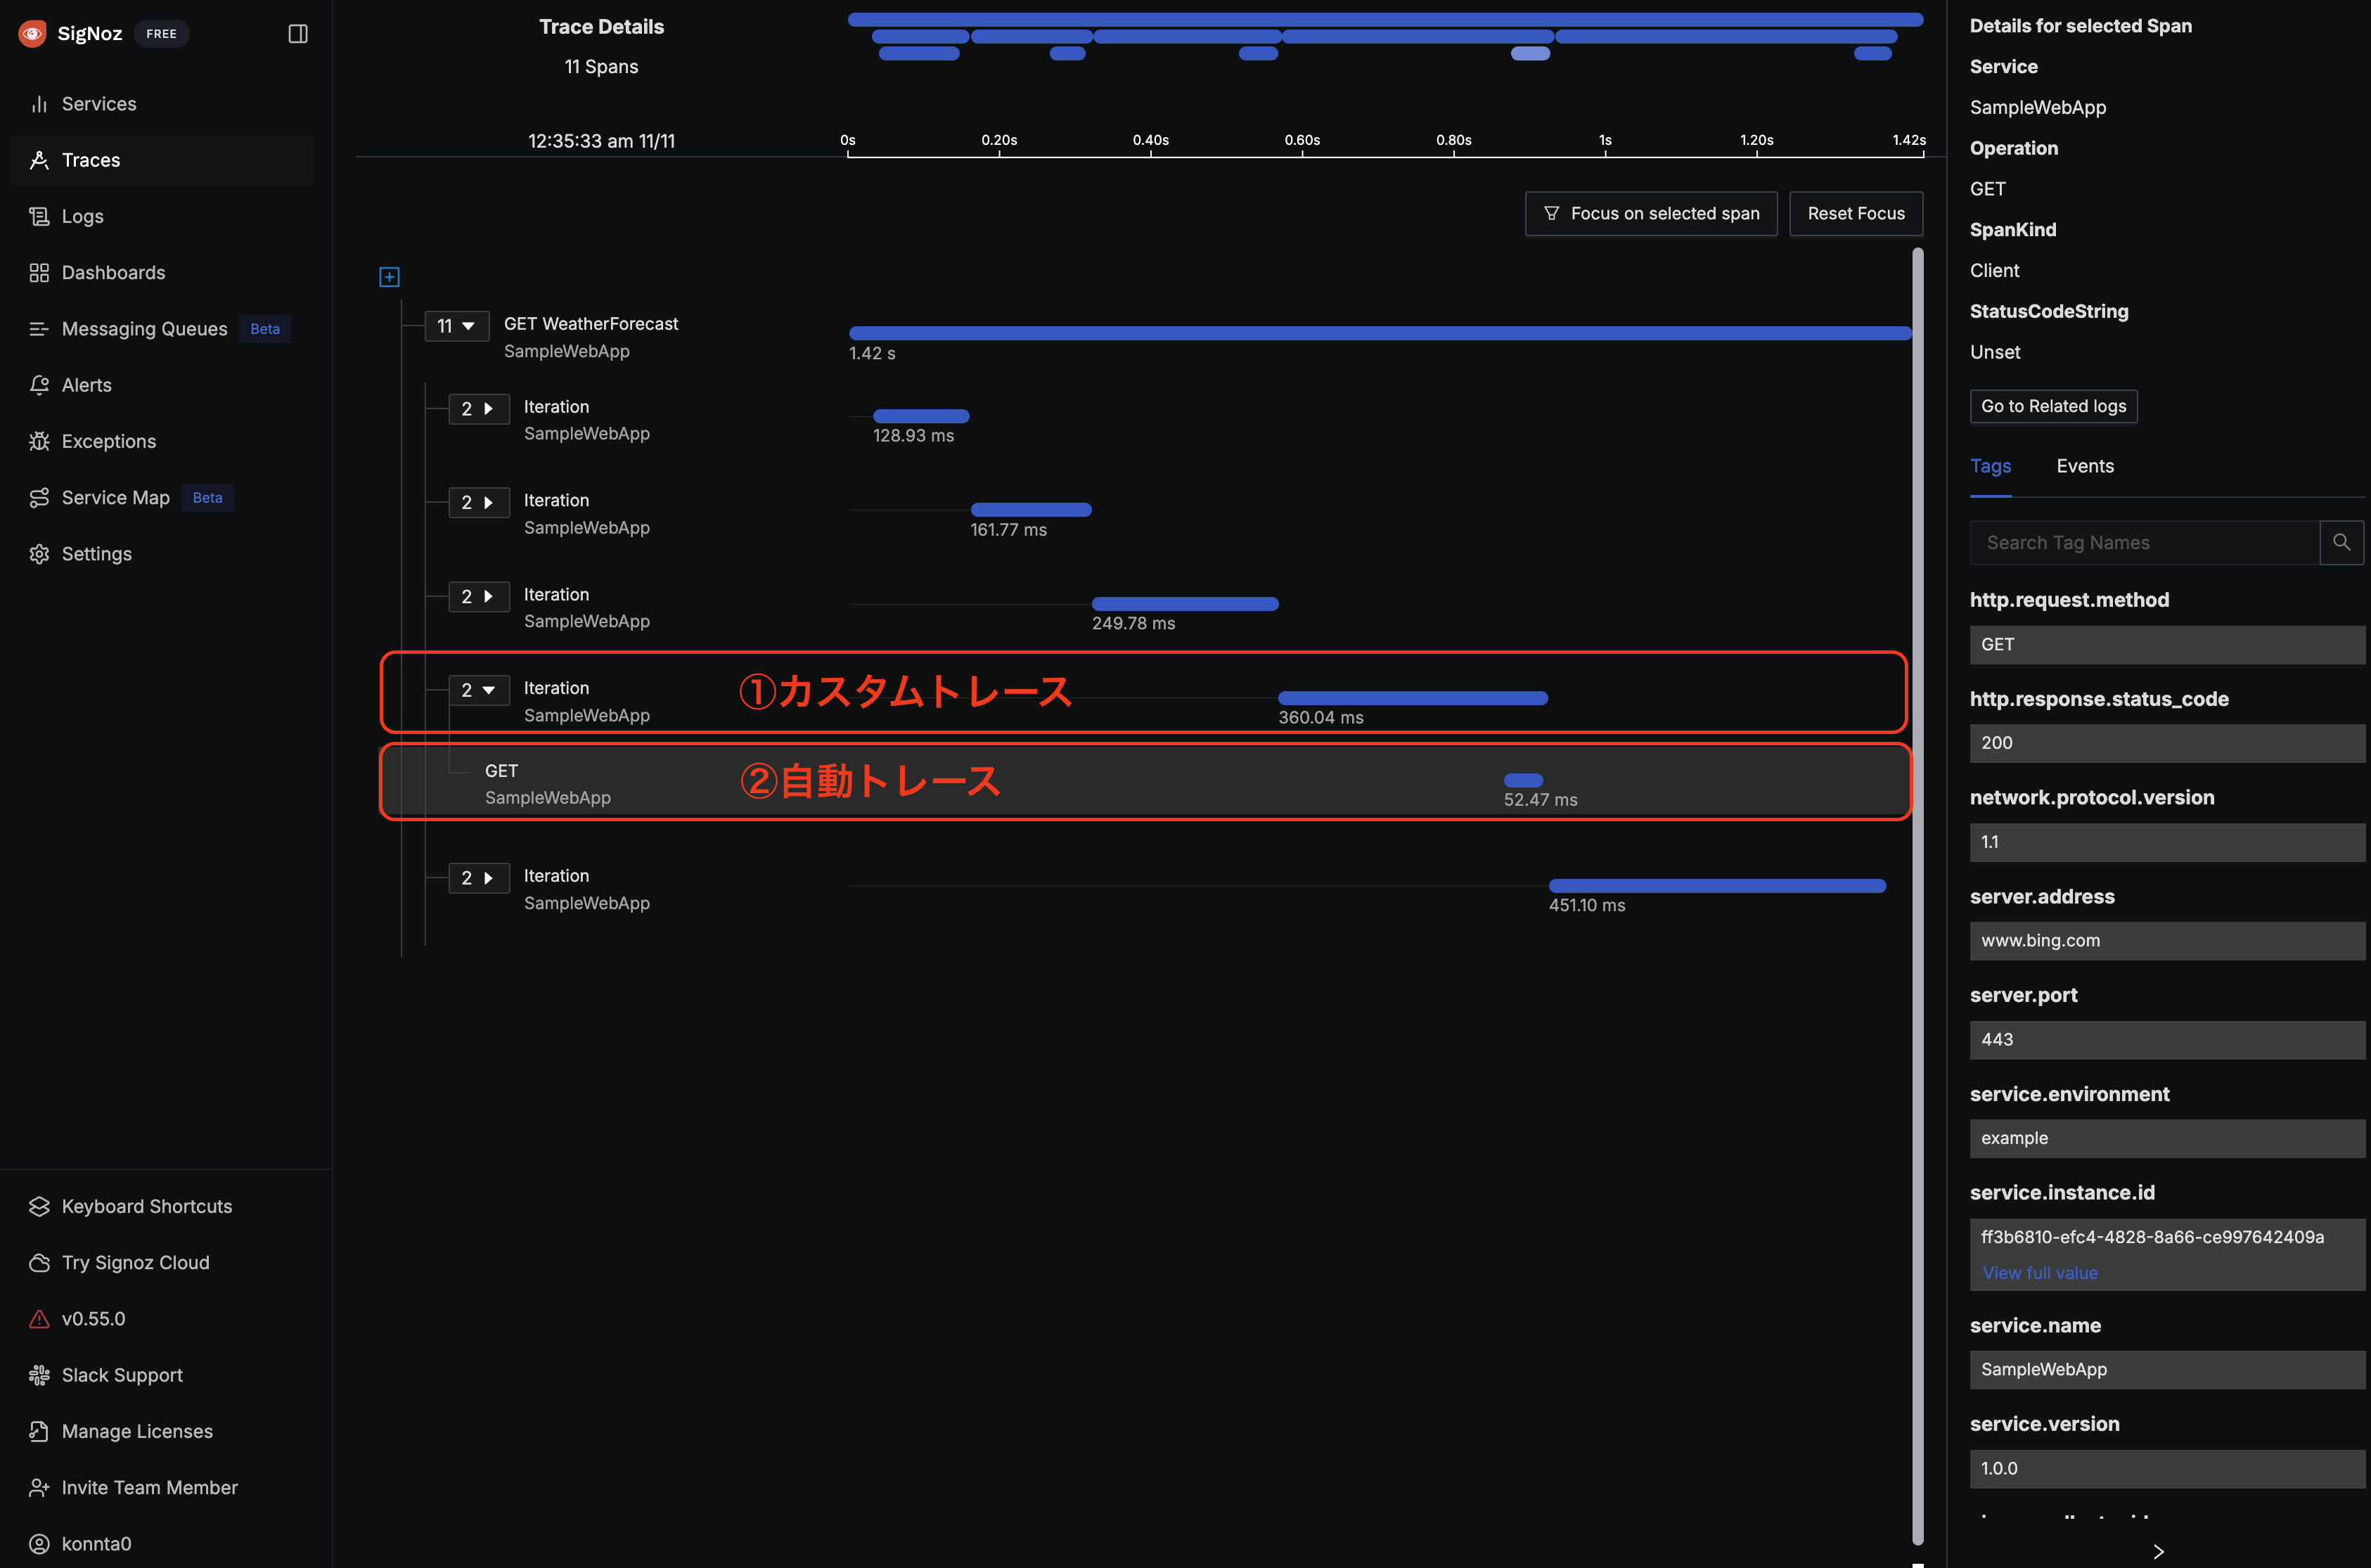 SigNoz FREE
Services
Traces
Logs
Dashboards
Messaging Queues Beta
Alerts
Exceptions
Service Map Beta
Settings
Keyboard Shortcuts
Try Signoz Cloud
v0.55.0
Slack Support
Manage Licenses
Invite Team Member
konnta0
Trace Details
11 Spans
12:35:33 am 11/11
0s 0.20s 0.40s 0.60s 0.80s 1s 1.20s 1.42s
Focus on selected span Reset Focus
11 GET WeatherForecast
SampleWebApp
1.42 s
2 Iteration
SampleWebApp
128.93 ms
2 Iteration
SampleWebApp
161.77 ms
2 Iteration
SampleWebApp
249.78 ms
2 Iteration ①カスタムトレース
SampleWebApp
360.04 ms
GET ②自動トレース
SampleWebApp
52.47 ms
2 Iteration
SampleWebApp
451.10 ms
Details for selected Span
Service
SampleWebApp
Operation
GET
SpanKind
Client
StatusCodeString
Unset
Go to Related logs
Tags Events
Search Tag Names
http.request.method
GET
http.response.status_code
200
network.protocol.version
1.1
server.address
www.bing.com
server.port
443
service.environment
example
service.instance.id
ff3b6810-efc4-4828-8a66-ce997642409a
View full value
service.name
SampleWebApp
service.version
1.0.0